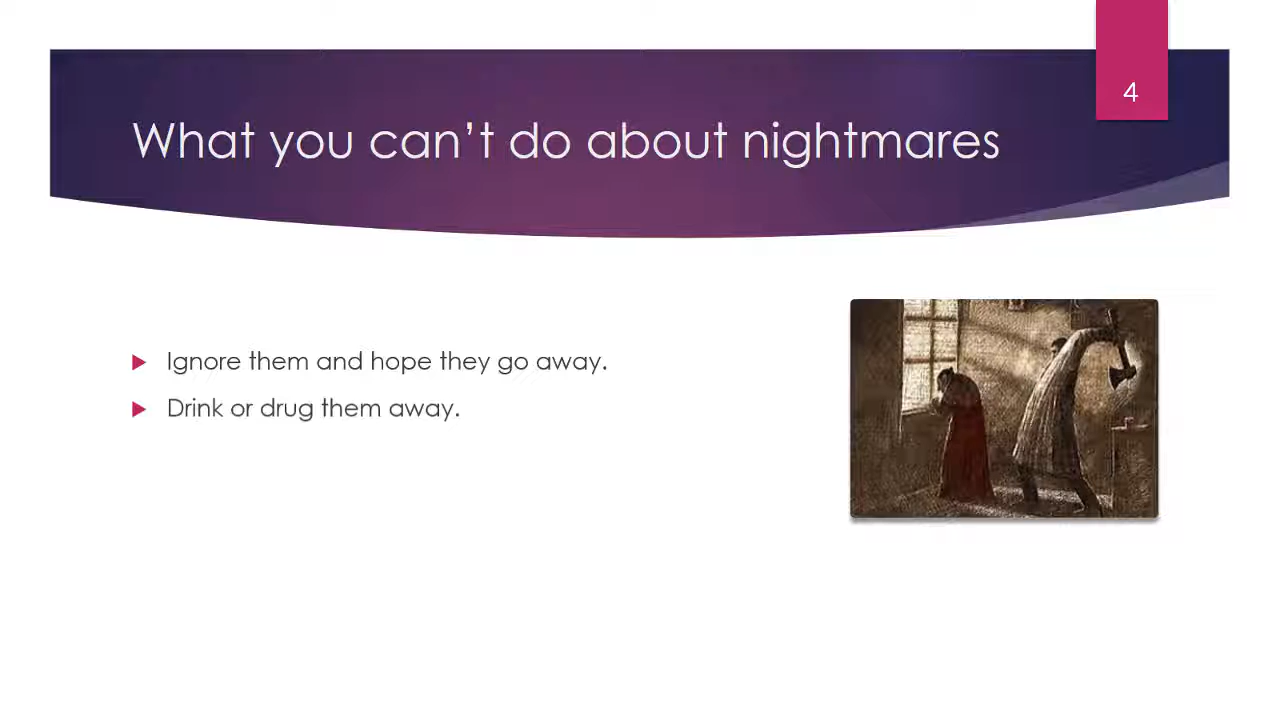 4
What you can’t do about nightmares
Ignore them and hope they go away.
Drink or drug them away.